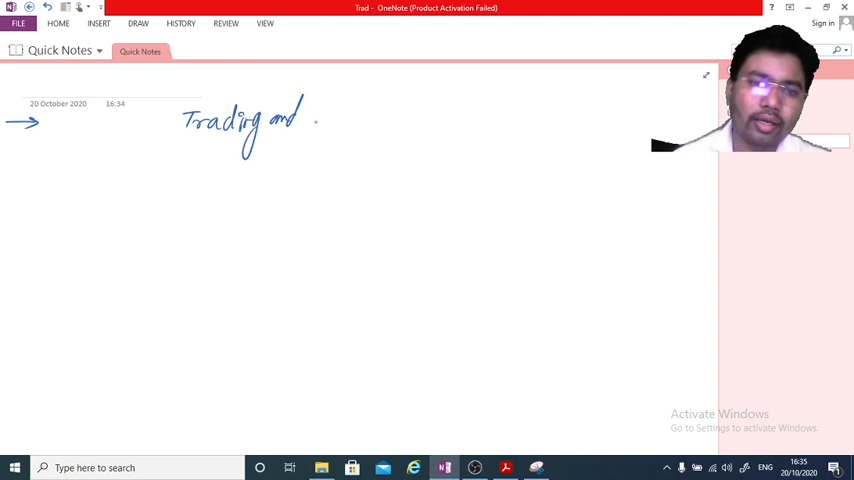 Trad - OneNote (Product Activation Failed)
Sign in
FILE HOME INSERT DRAW HISTORY REVIEW VIEW
Quick Notes
Quick Notes
20 October 2020 16:34
Trading and
Activate Windows
Go to Settings to activate Windows.
Type here to search
ENG
16:35
20/10/2020